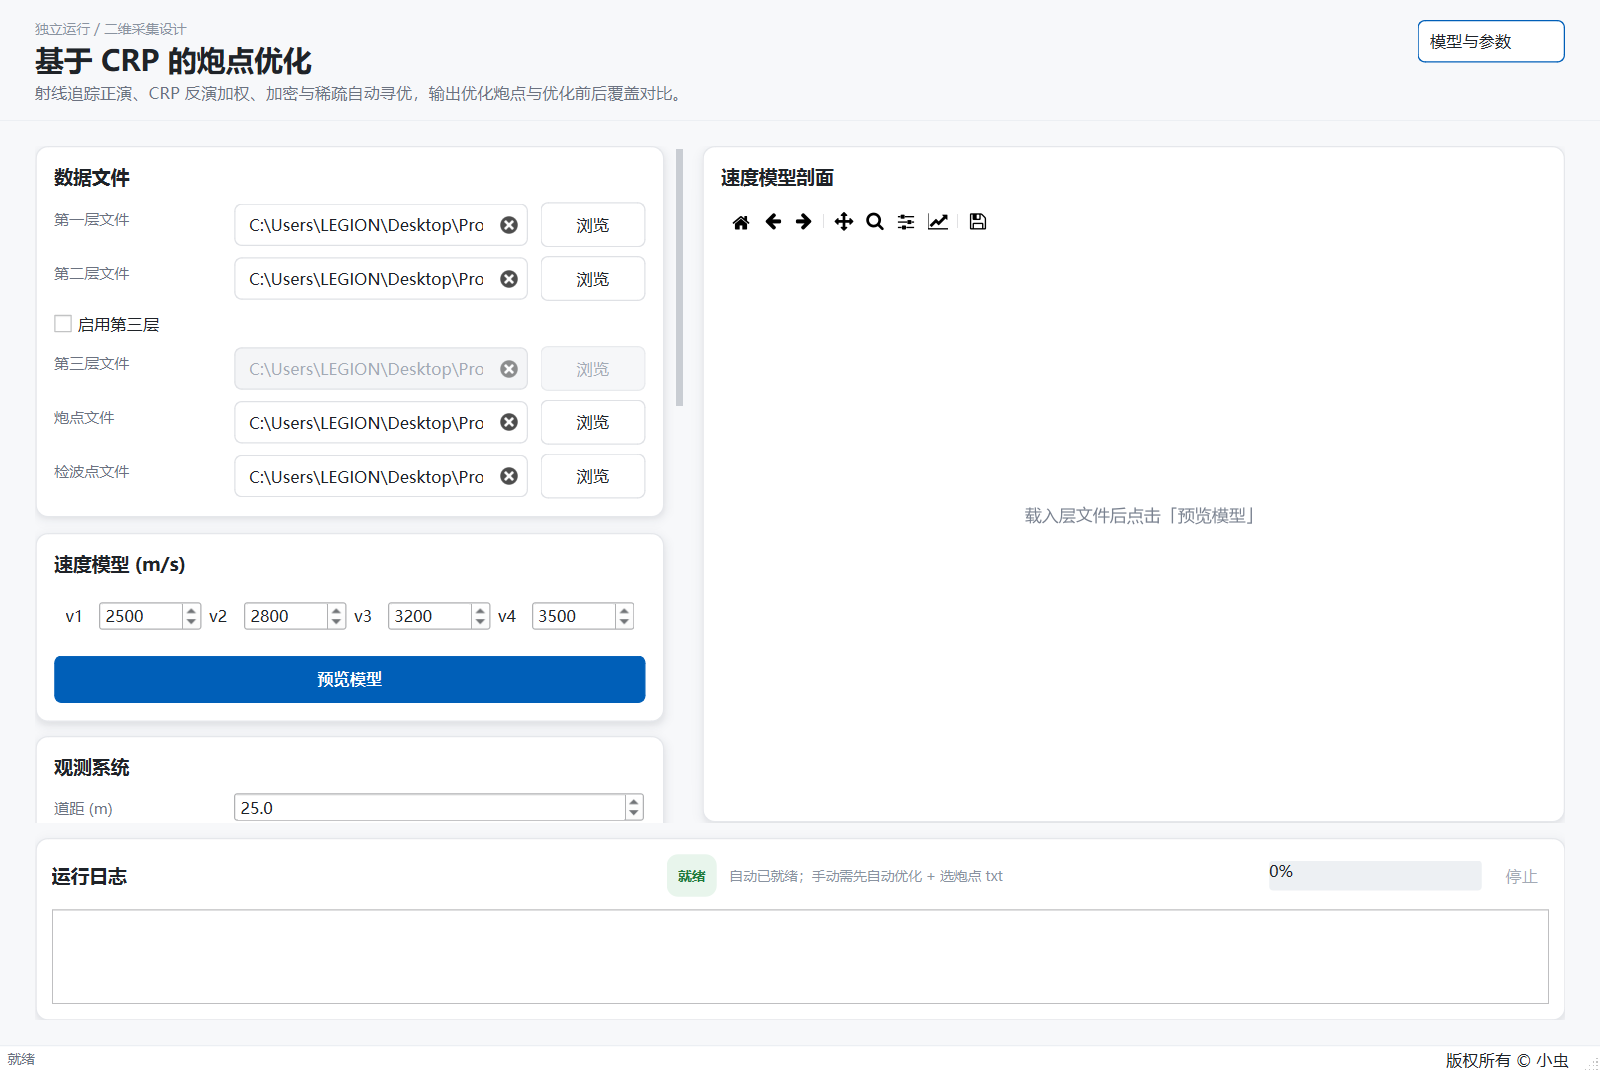 独立运行 / 二维采集设计
基于 CRP 的炮点优化
射线追踪正演、CRP 反演加权、加密与稀疏自动寻优，输出优化炮点与优化前后覆盖对比。
模型与参数
数据文件
第一层文件 C:\Users\LEGION\Desktop\Pro 浏览
第二层文件 C:\Users\LEGION\Desktop\Pro 浏览
启用第三层
第三层文件 C:\Users\LEGION\Desktop\Pro 浏览
炮点文件 C:\Users\LEGION\Desktop\Pro 浏览
检波点文件 C:\Users\LEGION\Desktop\Pro 浏览
速度模型 (m/s)
v1 2500 v2 2800 v3 3200 v4 3500
预览模型
观测系统
道距 (m) 25.0
速度模型剖面
载入层文件后点击「预览模型」
运行日志 就绪 自动已就绪；手动需先自动优化 + 选炮点 txt 0% 停止
就绪 版权所有 © 小虫